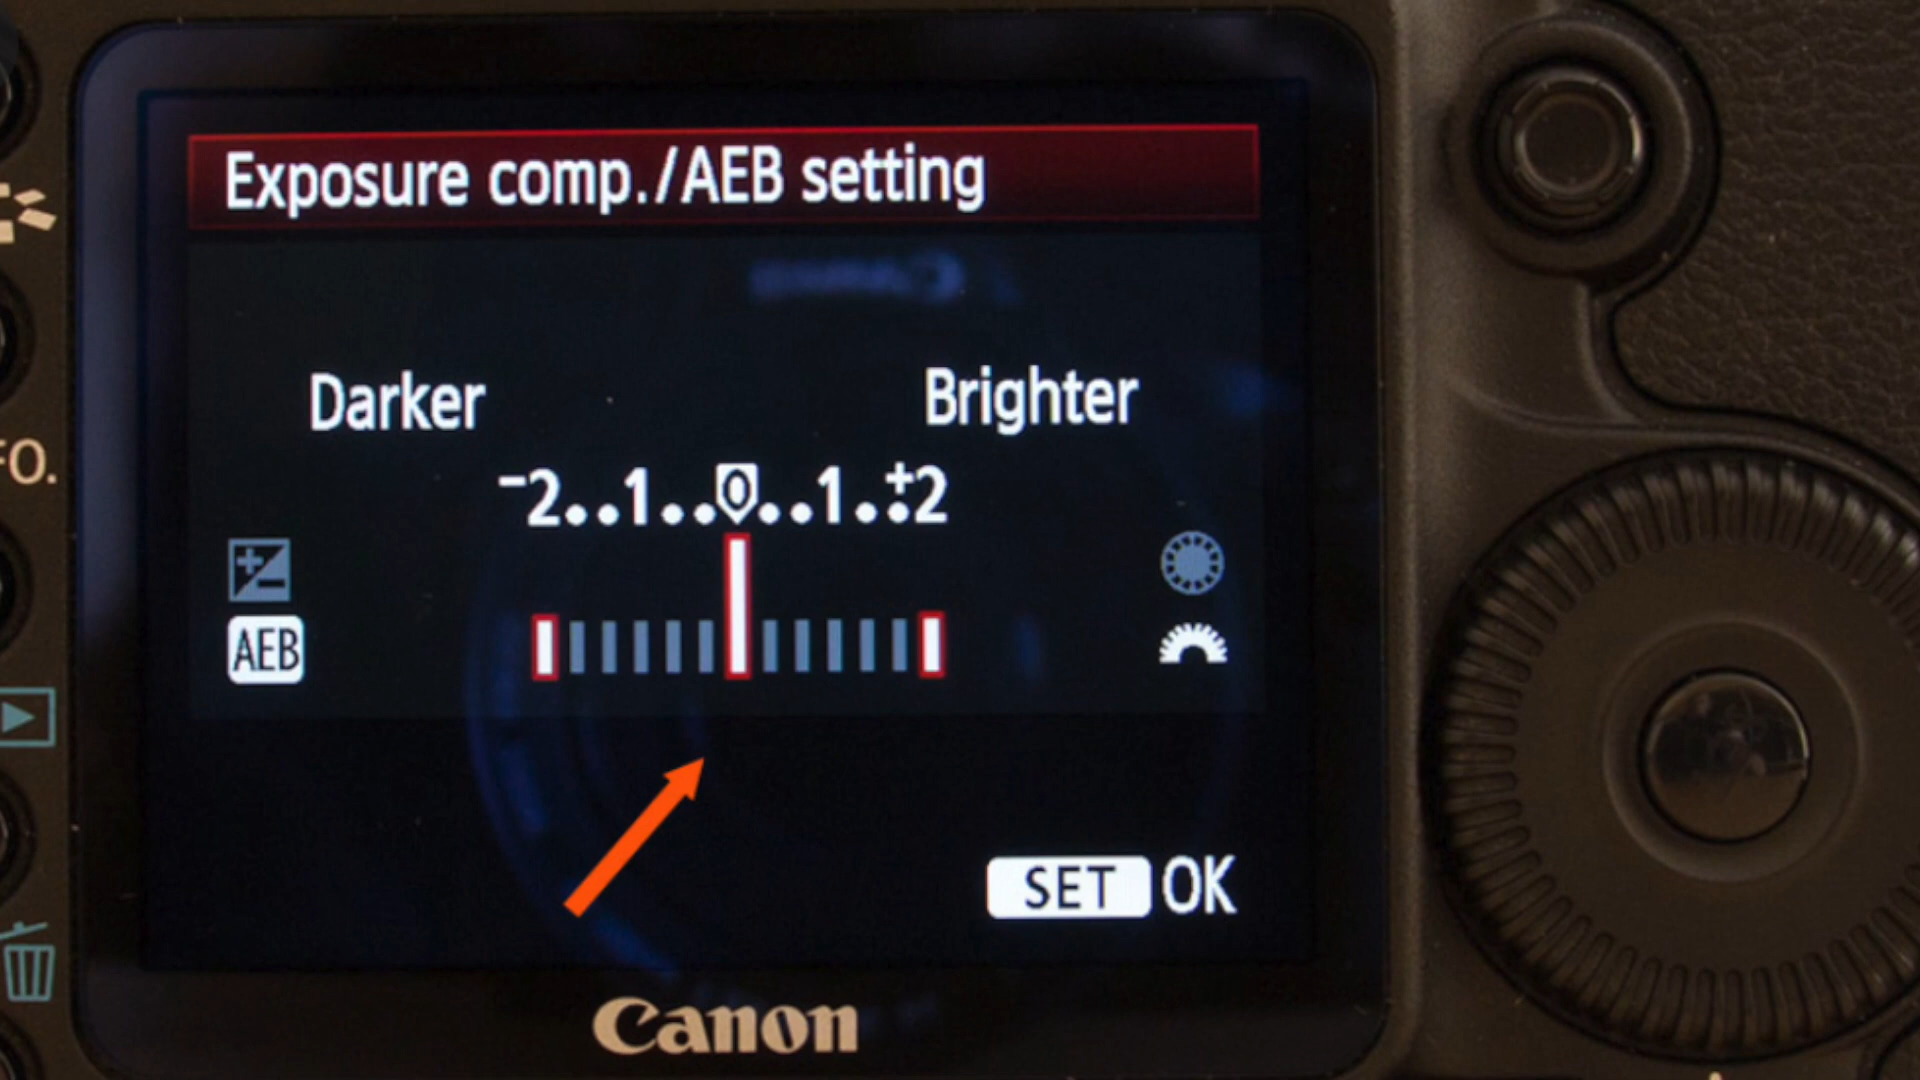 Exposure comp./AEB setting
Darker Brighter
-2..1..0..1..+2
AEB
SET OK
Canon